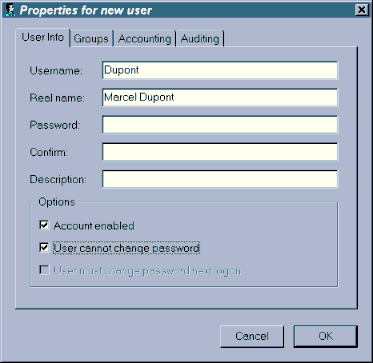 Properties for new user
User Info Groups Accounting Auditing
Username: Dupont
Real name: Marcel Dupont
Password:
Confirm:
Description:
Options
Account enabled
User cannot change password
User must change password next logon
Cancel OK